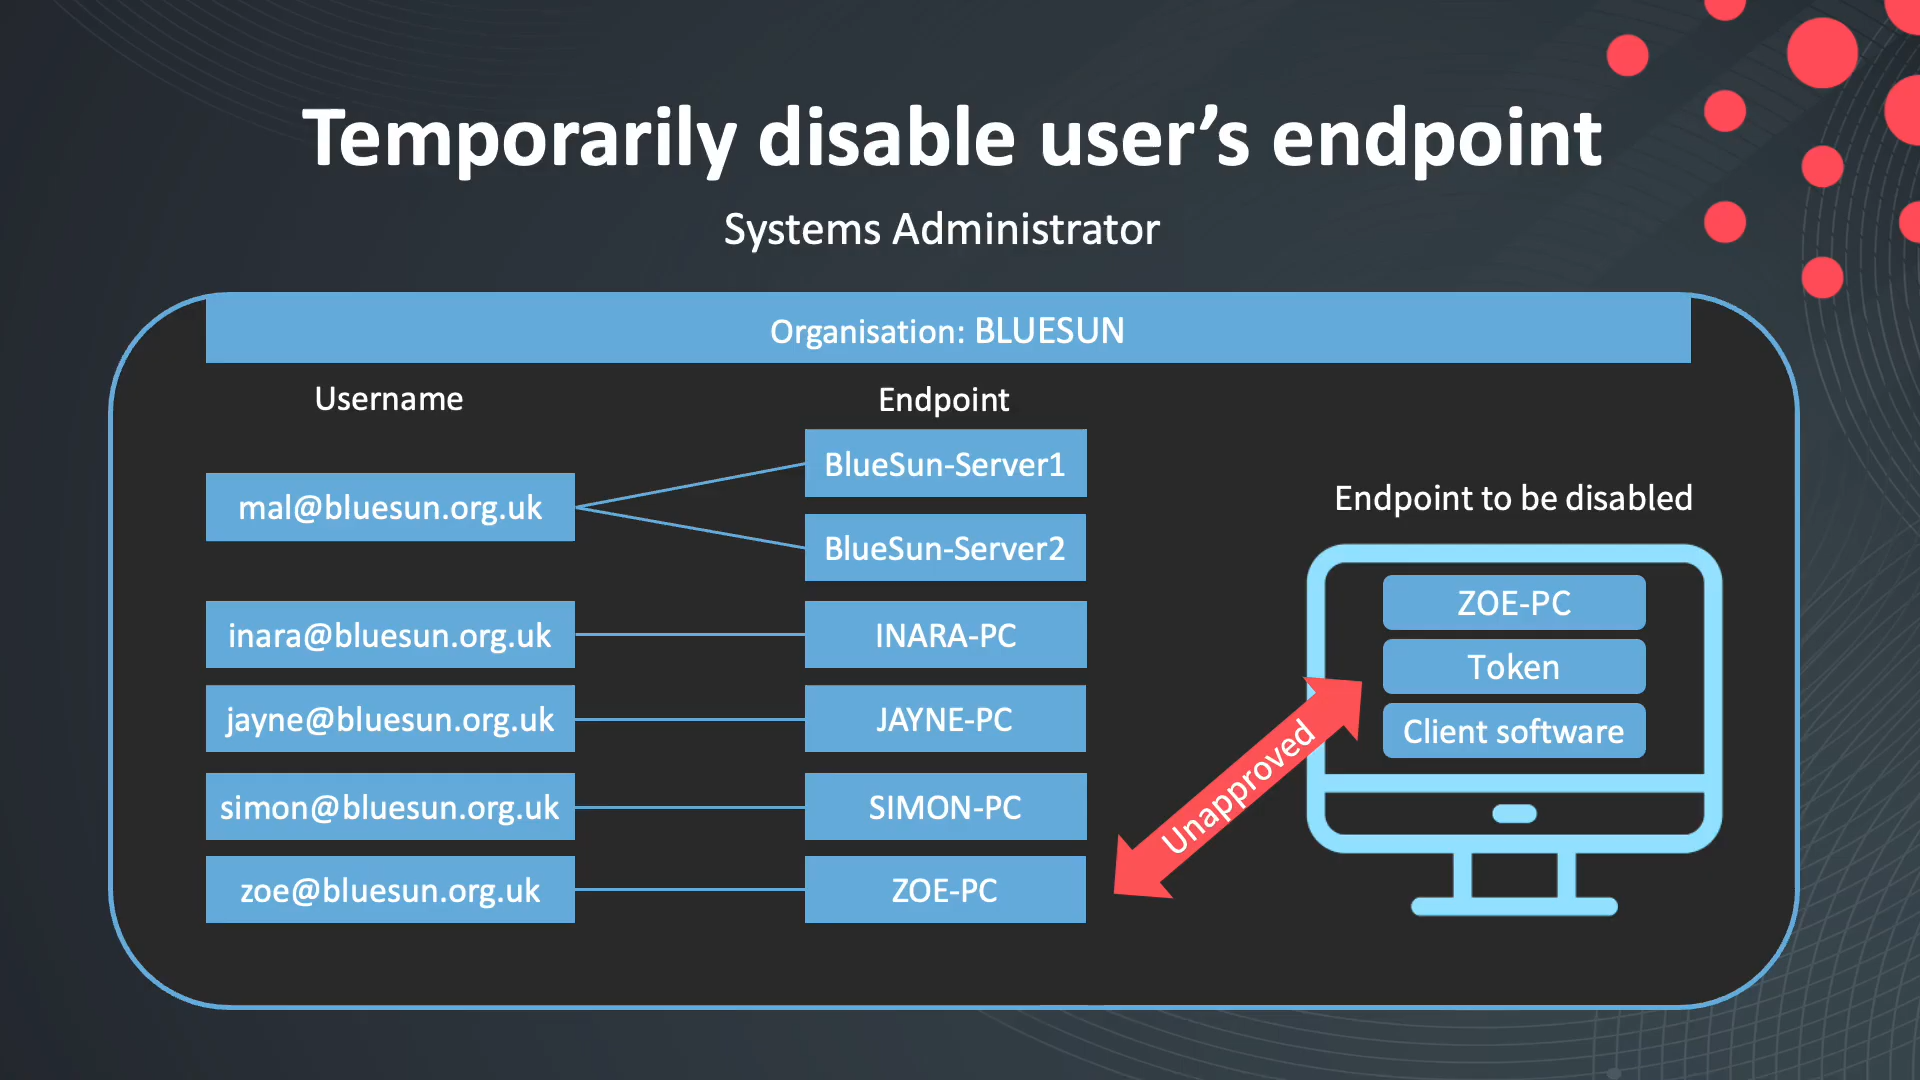 Temporarily disable user’s endpoint
Systems Administrator
Organisation: BLUESUN
Username
Endpoint
mal@bluesun.org.uk
BlueSun-Server1
BlueSun-Server2
inara@bluesun.org.uk
INARA-PC
jayne@bluesun.org.uk
JAYNE-PC
simon@bluesun.org.uk
SIMON-PC
zoe@bluesun.org.uk
ZOE-PC
Unapproved
Endpoint to be disabled
ZOE-PC
Token
Client software